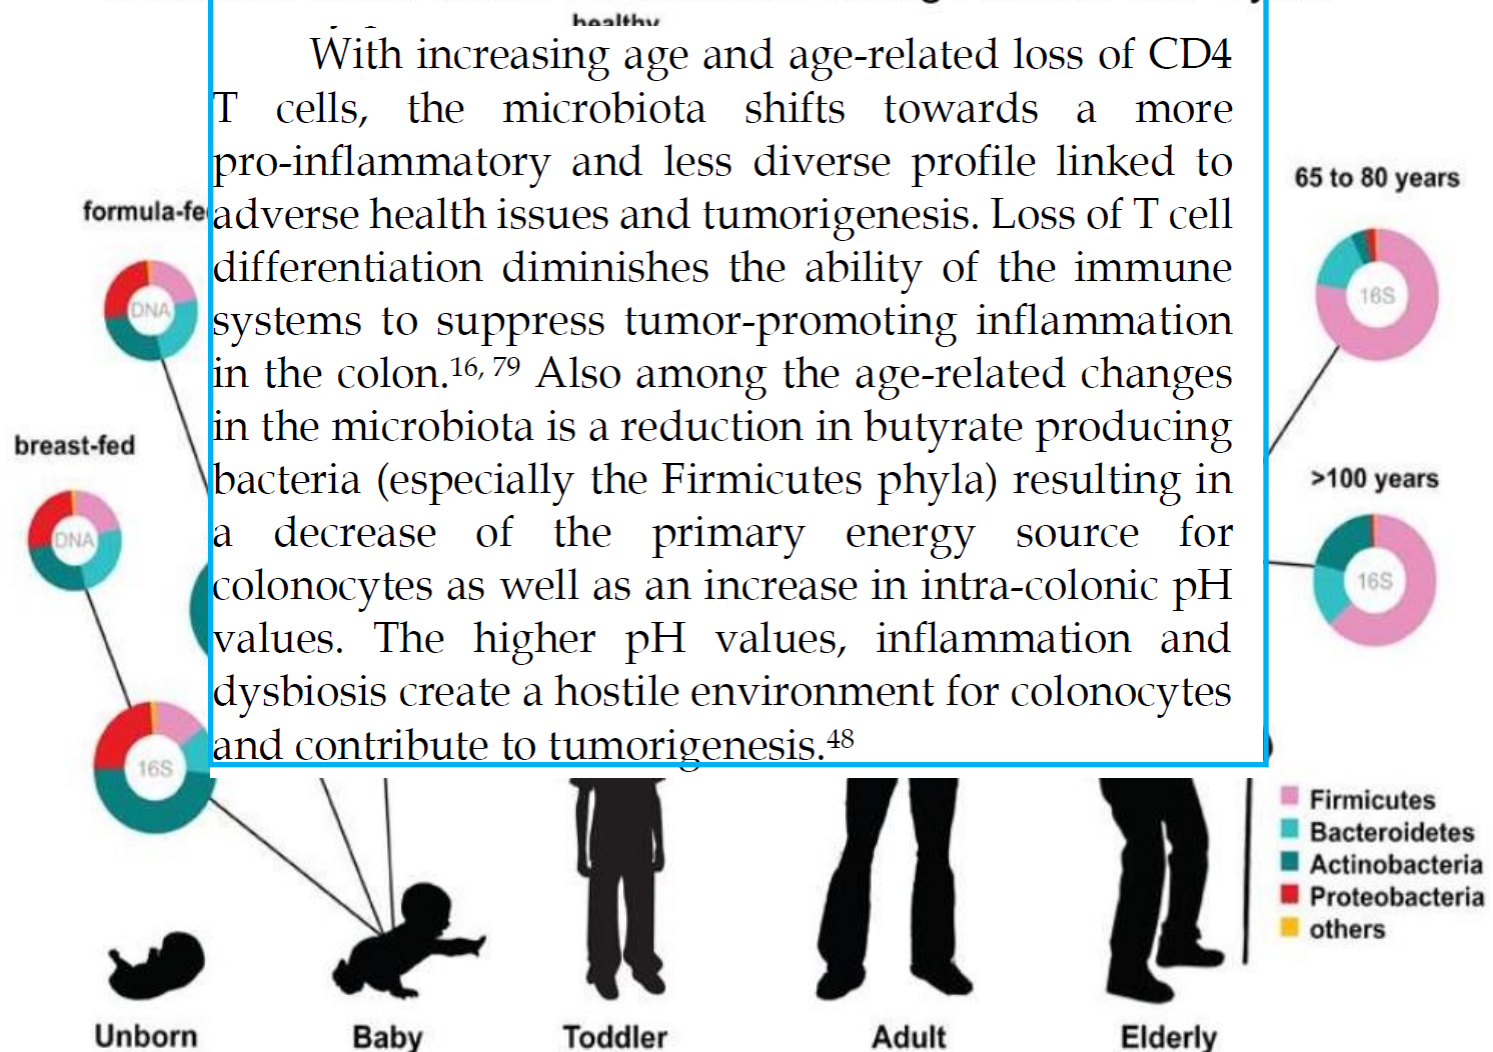 healthy
With increasing age and age-related loss of CD4
T cells, the microbiota shifts towards a more
pro-inflammatory and less diverse profile linked to
adverse health issues and tumorigenesis. Loss of T cell
differentiation diminishes the ability of the immune
systems to suppress tumor-promoting inflammation
in the colon.16, 79 Also among the age-related changes
in the microbiota is a reduction in butyrate producing
bacteria (especially the Firmicutes phyla) resulting in
a decrease of the primary energy source for
colonocytes as well as an increase in intra-colonic pH
values. The higher pH values, inflammation and
dysbiosis create a hostile environment for colonocytes
and contribute to tumorigenesis.48
formula-fe
DNA
breast-fed
DNA
16S
65 to 80 years
16S
>100 years
16S
Firmicutes
Bacteroidetes
Actinobacteria
Proteobacteria
others
Unborn
Baby
Toddler
Adult
Elderly